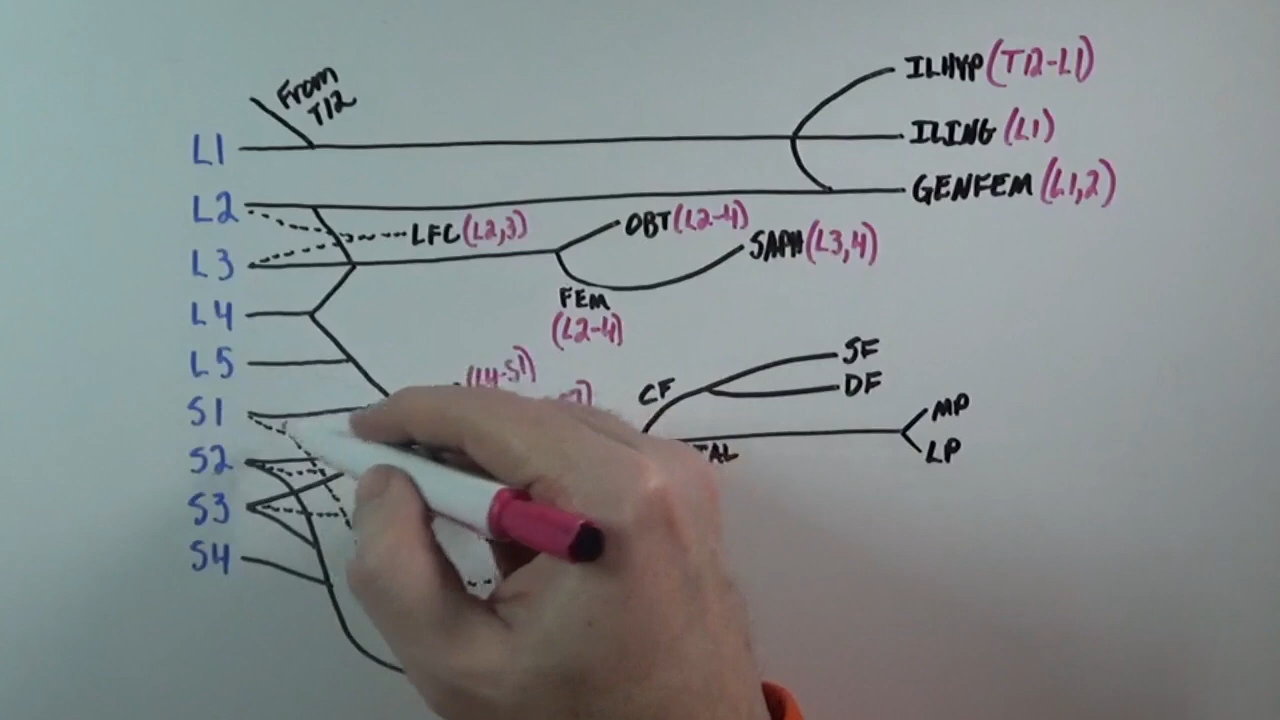 From
T12
ILHYP (T12-L1)
L1
ILING (L1)
L2
GENFEM (L1,2)
LFC (L2,3)
OBT (L2-4)
SAPH (L3,4)
L3
FEM
(L2-4)
L4
L5
SF
(L4-S1)
DF
CF
S1
MP
LP
S2
S3
S4